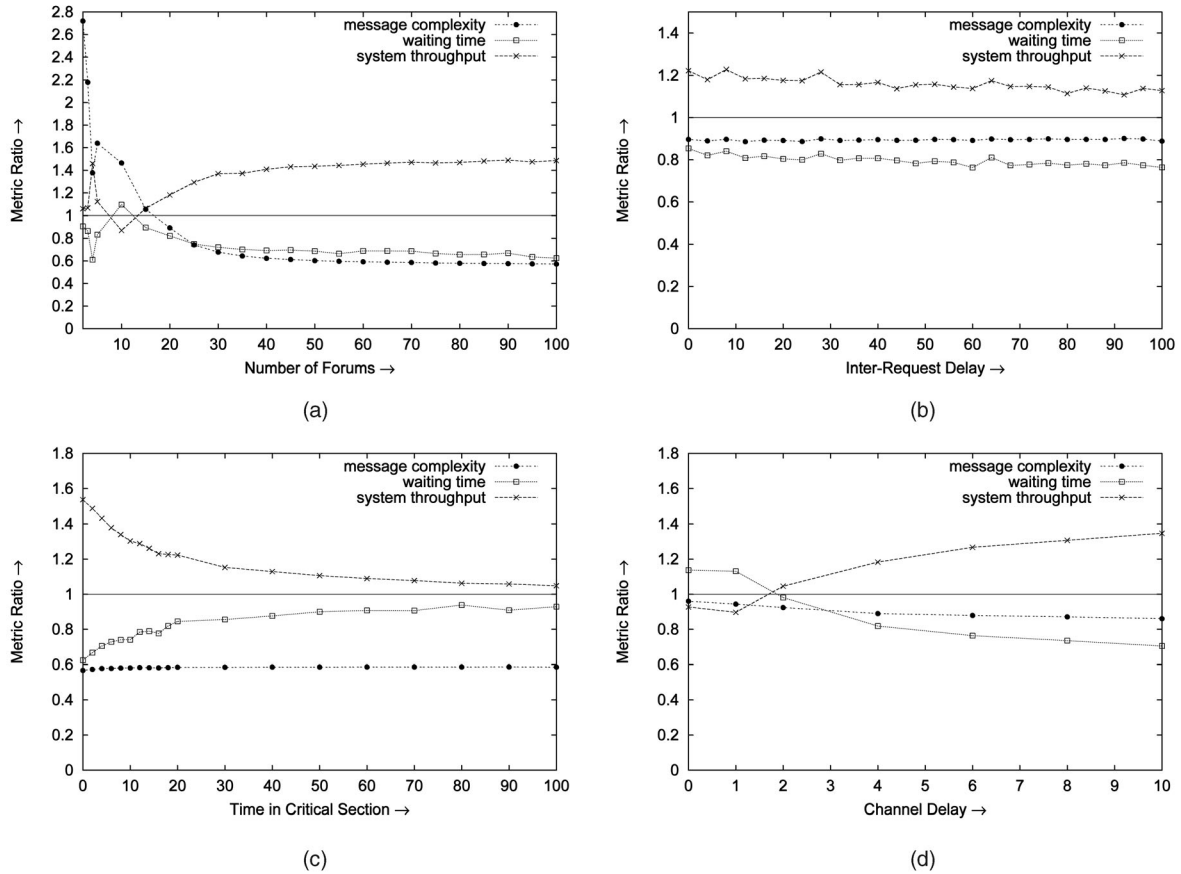 2.8
2.6
2.4
2.2
2
1.8
1.6
1.4
1.2
1
0.8
0.6
0.4
0.2
0
Metric Ratio →
message complexity
waiting time
system throughput
10 20 30 40 50 60 70 80 90 100
Number of Forums →
(a)
1.4
1.2
1
0.8
0.6
0.4
0.2
0
Metric Ratio →
message complexity
waiting time
system throughput
0 10 20 30 40 50 60 70 80 90 100
Inter-Request Delay →
(b)
1.8
1.6
1.4
1.2
1
0.8
0.6
0.4
0.2
0
Metric Ratio →
message complexity
waiting time
system throughput
0 10 20 30 40 50 60 70 80 90 100
Time in Critical Section →
(c)
1.8
1.6
1.4
1.2
1
0.8
0.6
0.4
0.2
0
Metric Ratio →
message complexity
waiting time
system throughput
0 1 2 3 4 5 6 7 8 9 10
Channel Delay →
(d)